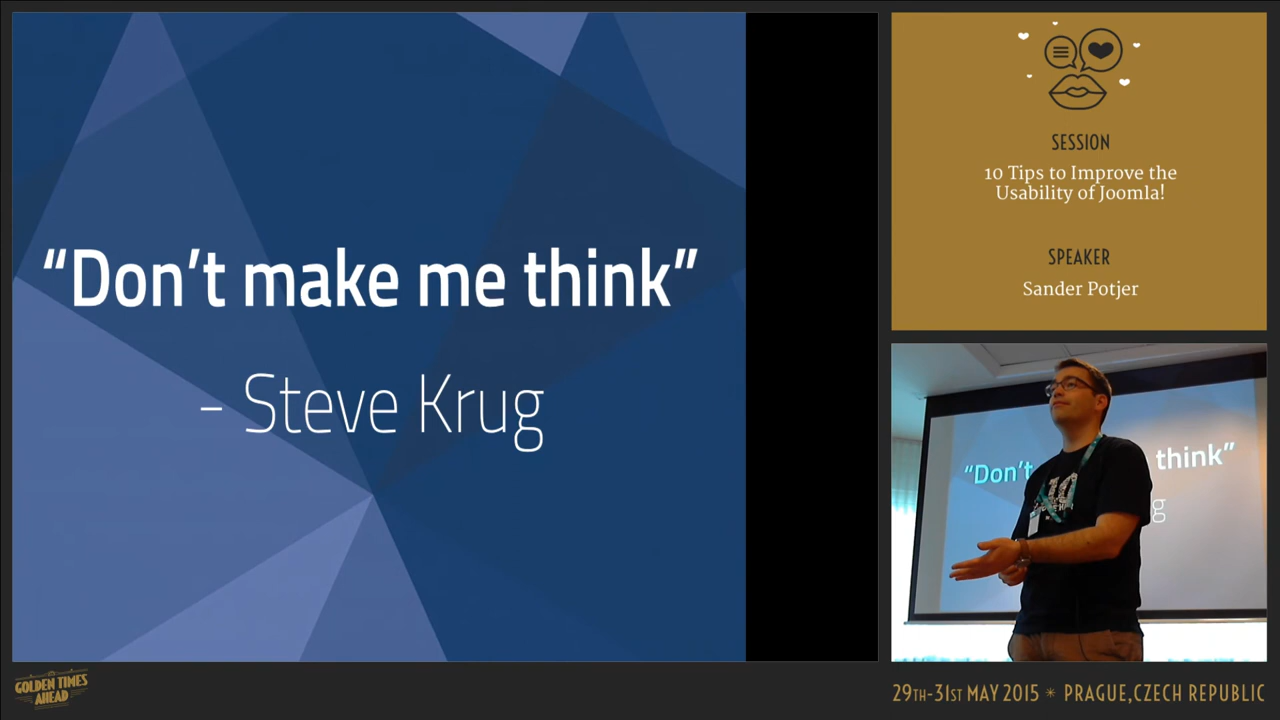 “Don’t make me think”
– Steve Krug
SESSION
10 Tips to Improve the
Usability of Joomla!
SPEAKER
Sander Potjer
“Don’t think”
g
10
GOLDEN TIMES
AHEAD
29TH-31ST MAY 2015 * PRAGUE,CZECH REPUBLIC